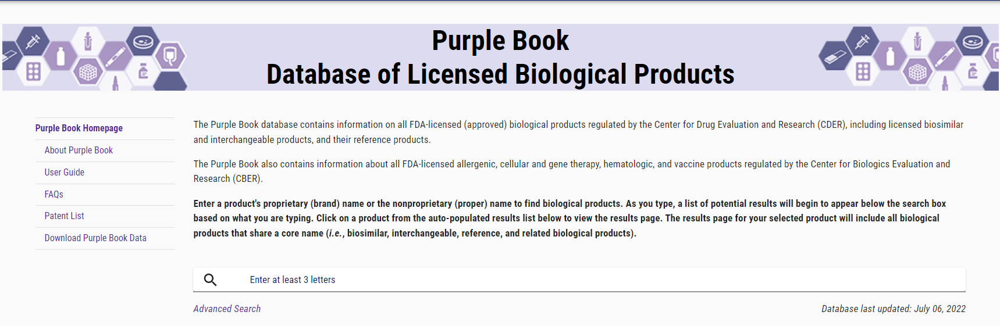 Purple Book
Database of Licensed Biological Products
Purple Book Homepage
About Purple Book
User Guide
FAQs
Patent List
Download Purple Book Data
The Purple Book database contains information on all FDA-licensed (approved) biological products regulated by the Center for Drug Evaluation and Research (CDER), including licensed biosimilar
and interchangeable products, and their reference products.
The Purple Book also contains information about all FDA-licensed allergenic, cellular and gene therapy, hematologic, and vaccine products regulated by the Center for Biologics Evaluation and
Research (CBER).
Enter a product's proprietary (brand) name or the nonproprietary (proper) name to find biological products. As you type, a list of potential results will begin to appear below the search box
based on what you are typing. Click on a product from the auto-populated results list below to view the results page. The results page for your selected product will include all biological
products that share a core name (i.e., biosimilar, interchangeable, reference, and related biological products).
Enter at least 3 letters
Advanced Search
Database last updated: July 06, 2022